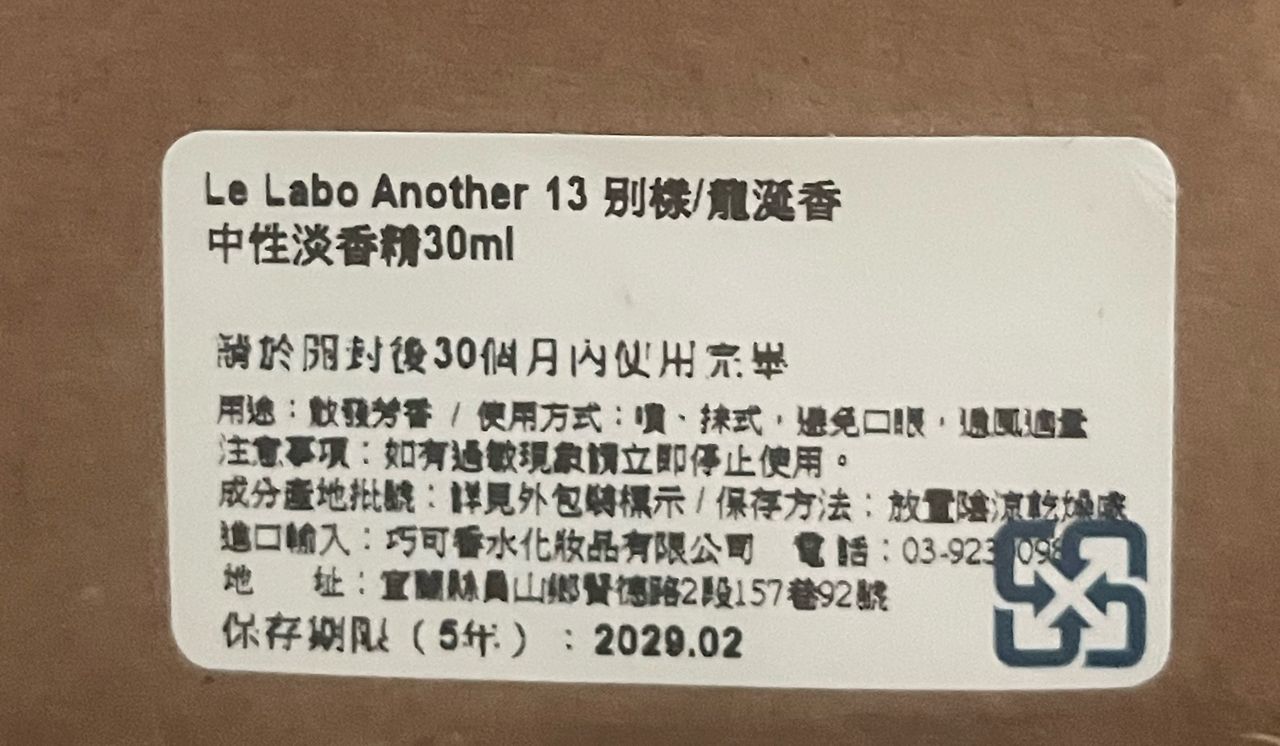 Le Labo Another 13 別樣/龍涎香
中性淡香精30ml
請於開封後30個月內使用完畢
用途：散發芳香 / 使用方式：噴、抹式，避免口眼，通風適量
注意事項：如有過敏現象請立即停止使用。
成分產地批號：詳見外包裝標示 / 保存方法：放置陰涼乾燥處
進口輸入：巧可香水化妝品有限公司 電話：03-923
地 址：宜蘭縣員山鄉賢德路2段157巷92號
保存期限（5年）：2029.02